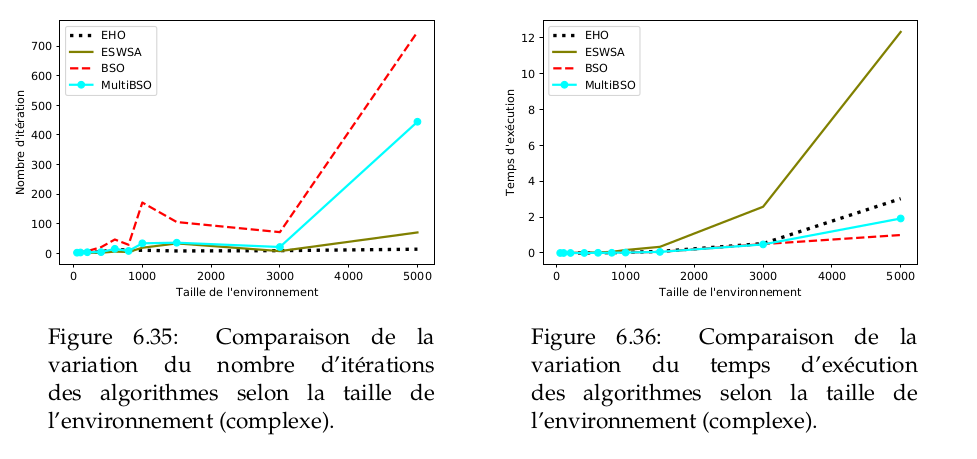 EHO
ESWSA
BSO
MultiBSO
Nombre d'itération
700
600
500
400
300
200
100
0
0 1000 2000 3000 4000 5000
Taille de l'environnement
Figure 6.35: Comparaison de la
variation du nombre d'itérations
des algorithmes selon la taille de
l'environnement (complexe).
EHO
ESWSA
BSO
MultiBSO
Temps d'exécution
12
10
8
6
4
2
0
0 1000 2000 3000 4000 5000
Taille de l'environnement
Figure 6.36: Comparaison de la
variation du temps d'exécution
des algorithmes selon la taille de
l'environnement (complexe).